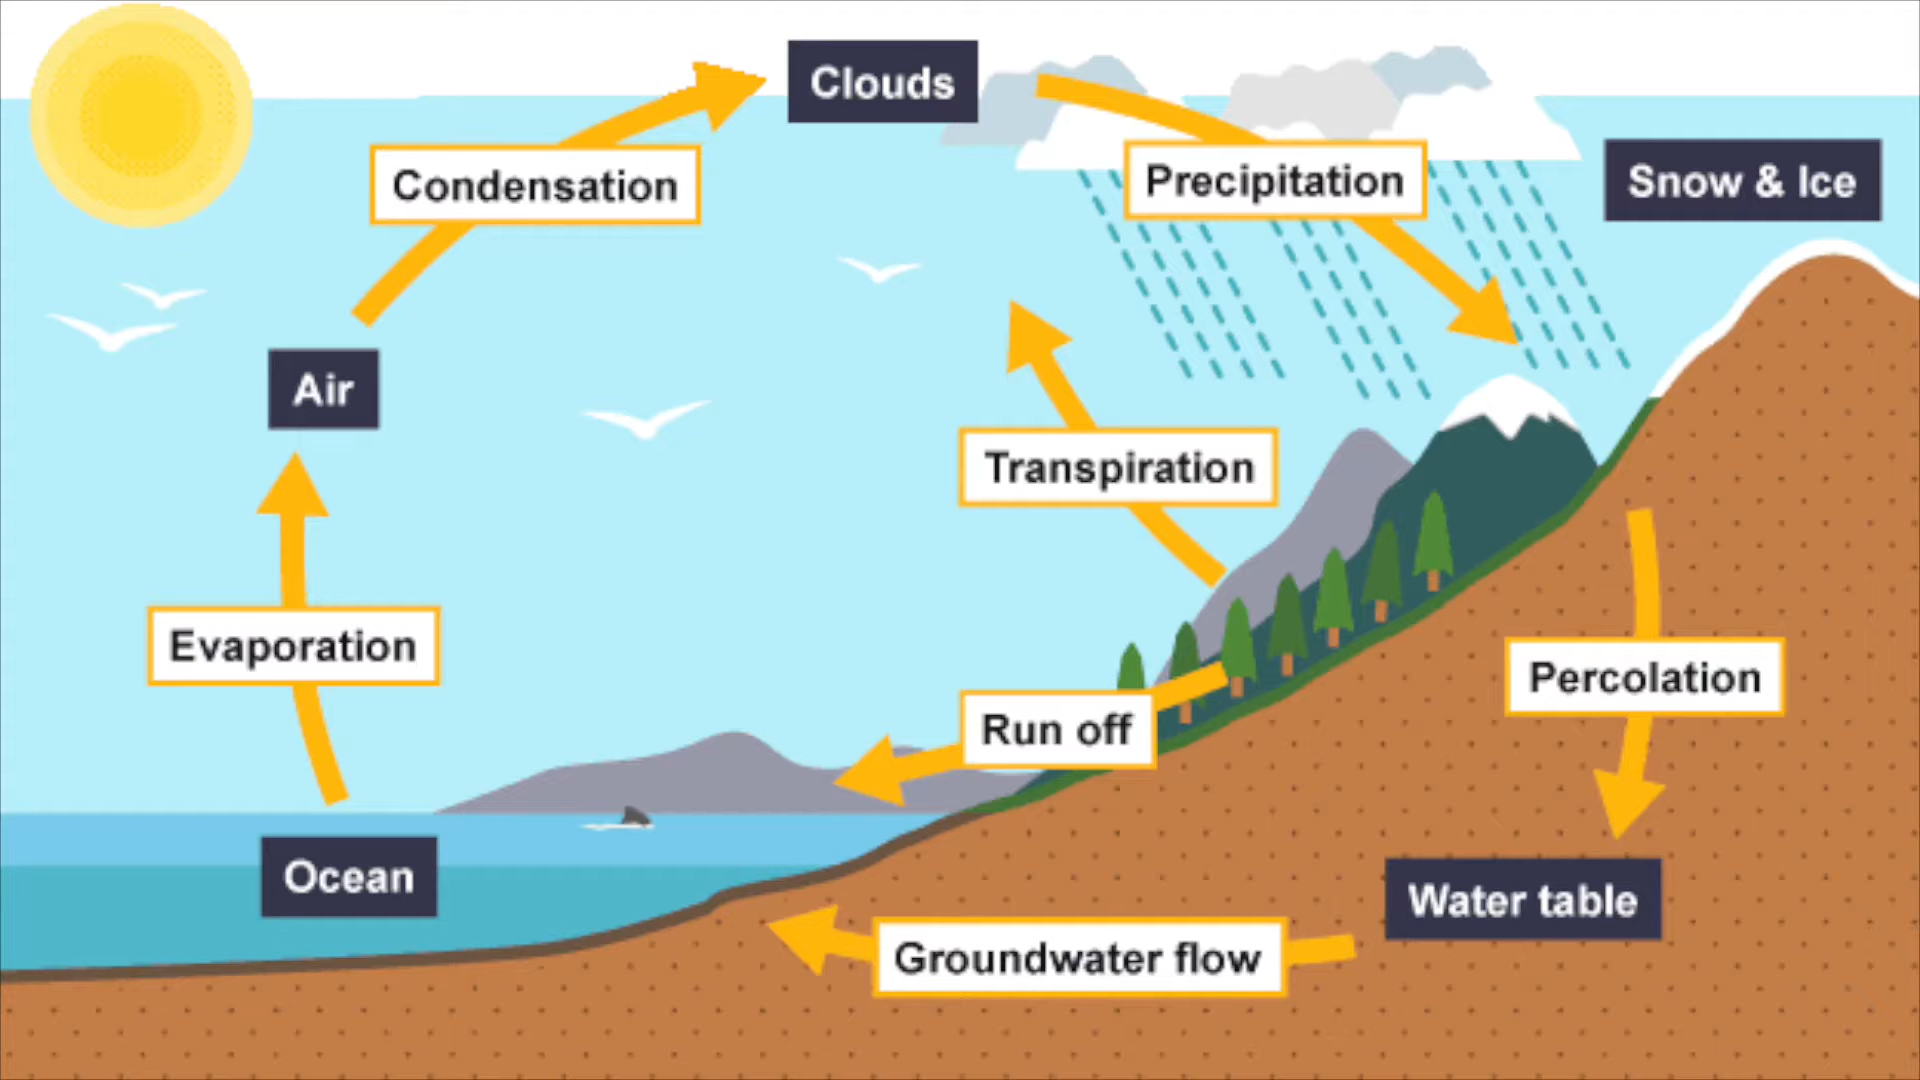 Clouds
Condensation
Precipitation
Snow & Ice
Air
Transpiration
Evaporation
Percolation
Run off
Ocean
Water table
Groundwater flow